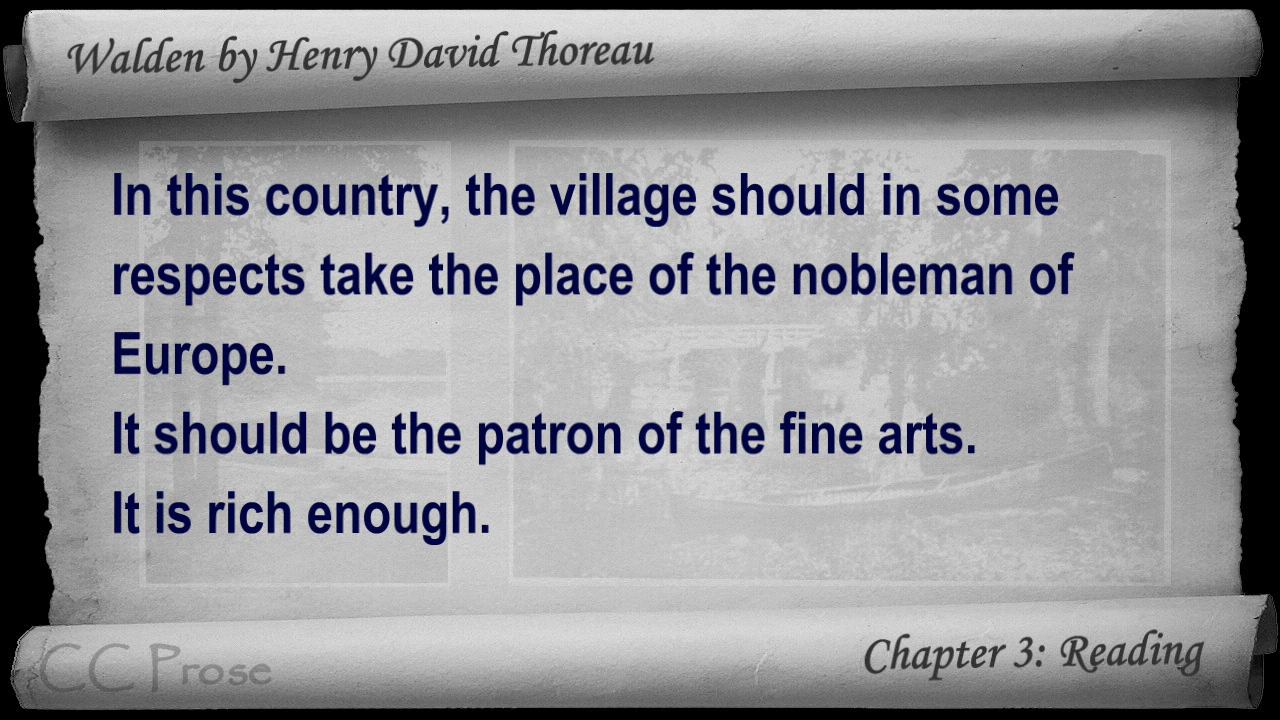 Walden by Henry David Thoreau
In this country, the village should in some
respects take the place of the nobleman of
Europe.
It should be the patron of the fine arts.
It is rich enough.
CC Prose
Chapter 3: Reading